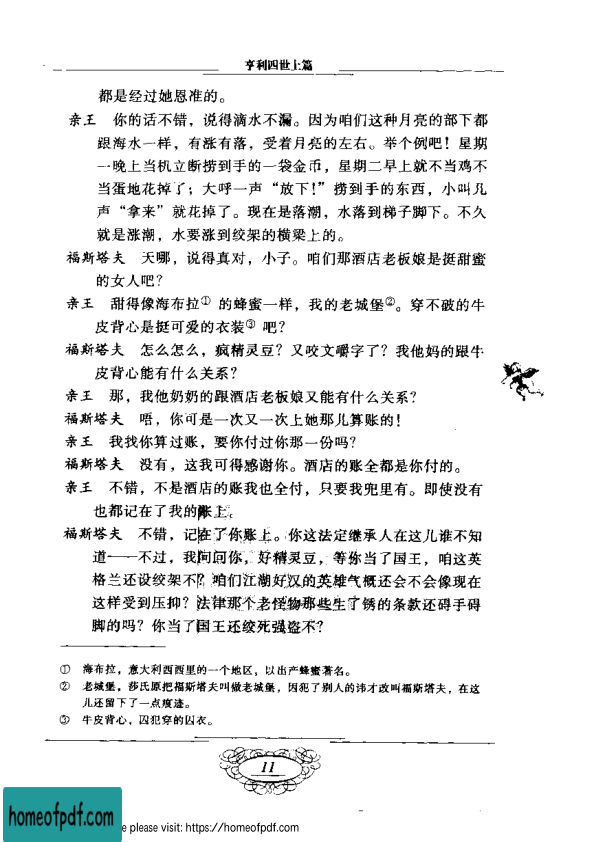 亨利四世上篇
都是经过她恩准的。
亲王 你的话不错，说得滴水不漏。因为咱们这种月亮的部下都
跟海水一样，有涨有落，受着月亮的左右。举个例吧！星期
一晚上当机立断捞到手的一袋金币，星期二早上就不当鸡不
当蛋地花掉了；大呼一声“放下！”捞到手的东西，小叫几
声“拿来”就花掉了。现在是落潮，水落到梯子脚下。不久
就是涨潮，水要涨到绞架的横梁上的。
福斯塔夫 天哪，说得真对，小子。咱们那酒店老板娘是挺甜蜜
的女人吧？
亲王 甜得像海布拉① 的蜂蜜一样，我的老城堡②。穿不破的牛
皮背心是挺可爱的衣装③ 吧？
福斯塔夫 怎么怎么，疯精灵豆？又咬文嚼字了？我他妈的跟牛
皮背心能有什么关系？
亲王 那，我他奶奶的跟酒店老板娘又能有什么关系？
福斯塔夫 唔，你可是一次又一次上她那儿算账的！
亲王 我找你算过账，要你付过你那一份吗？
福斯塔夫 没有，这我可得感谢你。酒店的账全都是你付的。
亲王 不错，不是酒店的账我也全付，只要我兜里有。即使没有
也都记在了我的账上。
福斯塔夫 不错，记在了你账上。你这法定继承人在这儿谁不知
道——不过，我问问你，好精灵豆，等你当了国王，咱这英
格兰还设绞架不？咱们江湖好汉的英雄气概还会不会像现在
这样受到压抑？法律那个老怪物那些生了锈的条款还碍手碍
脚的吗？你当了国王还绞死强盗不？
① 海布拉，意大利西西里的一个地区，以出产蜂蜜著名。
② 老城堡，莎氏原把福斯塔夫叫做老城堡，因犯了别人的讳才改叫福斯塔夫，在这
儿还留下了一点痕迹。
③ 牛皮背心，囚犯穿的囚衣。
11
homeofpdf.com
e please visit: https://homeofpdf.com